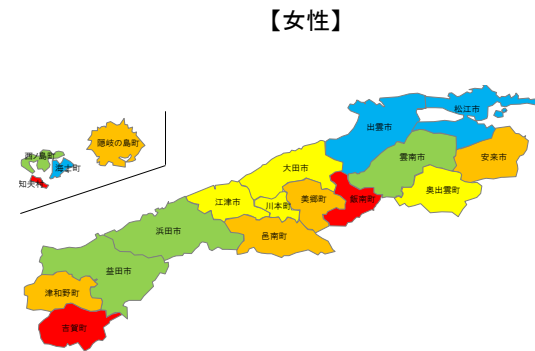 【女性】
松江市
出雲市
隠岐の島町
西ノ島町
海士町
知夫村
雲南市
安来市
大田市
奥出雲町
飯南町
美郷町
川本町
江津市
浜田市
邑南町
益田市
津和野町
吉賀町